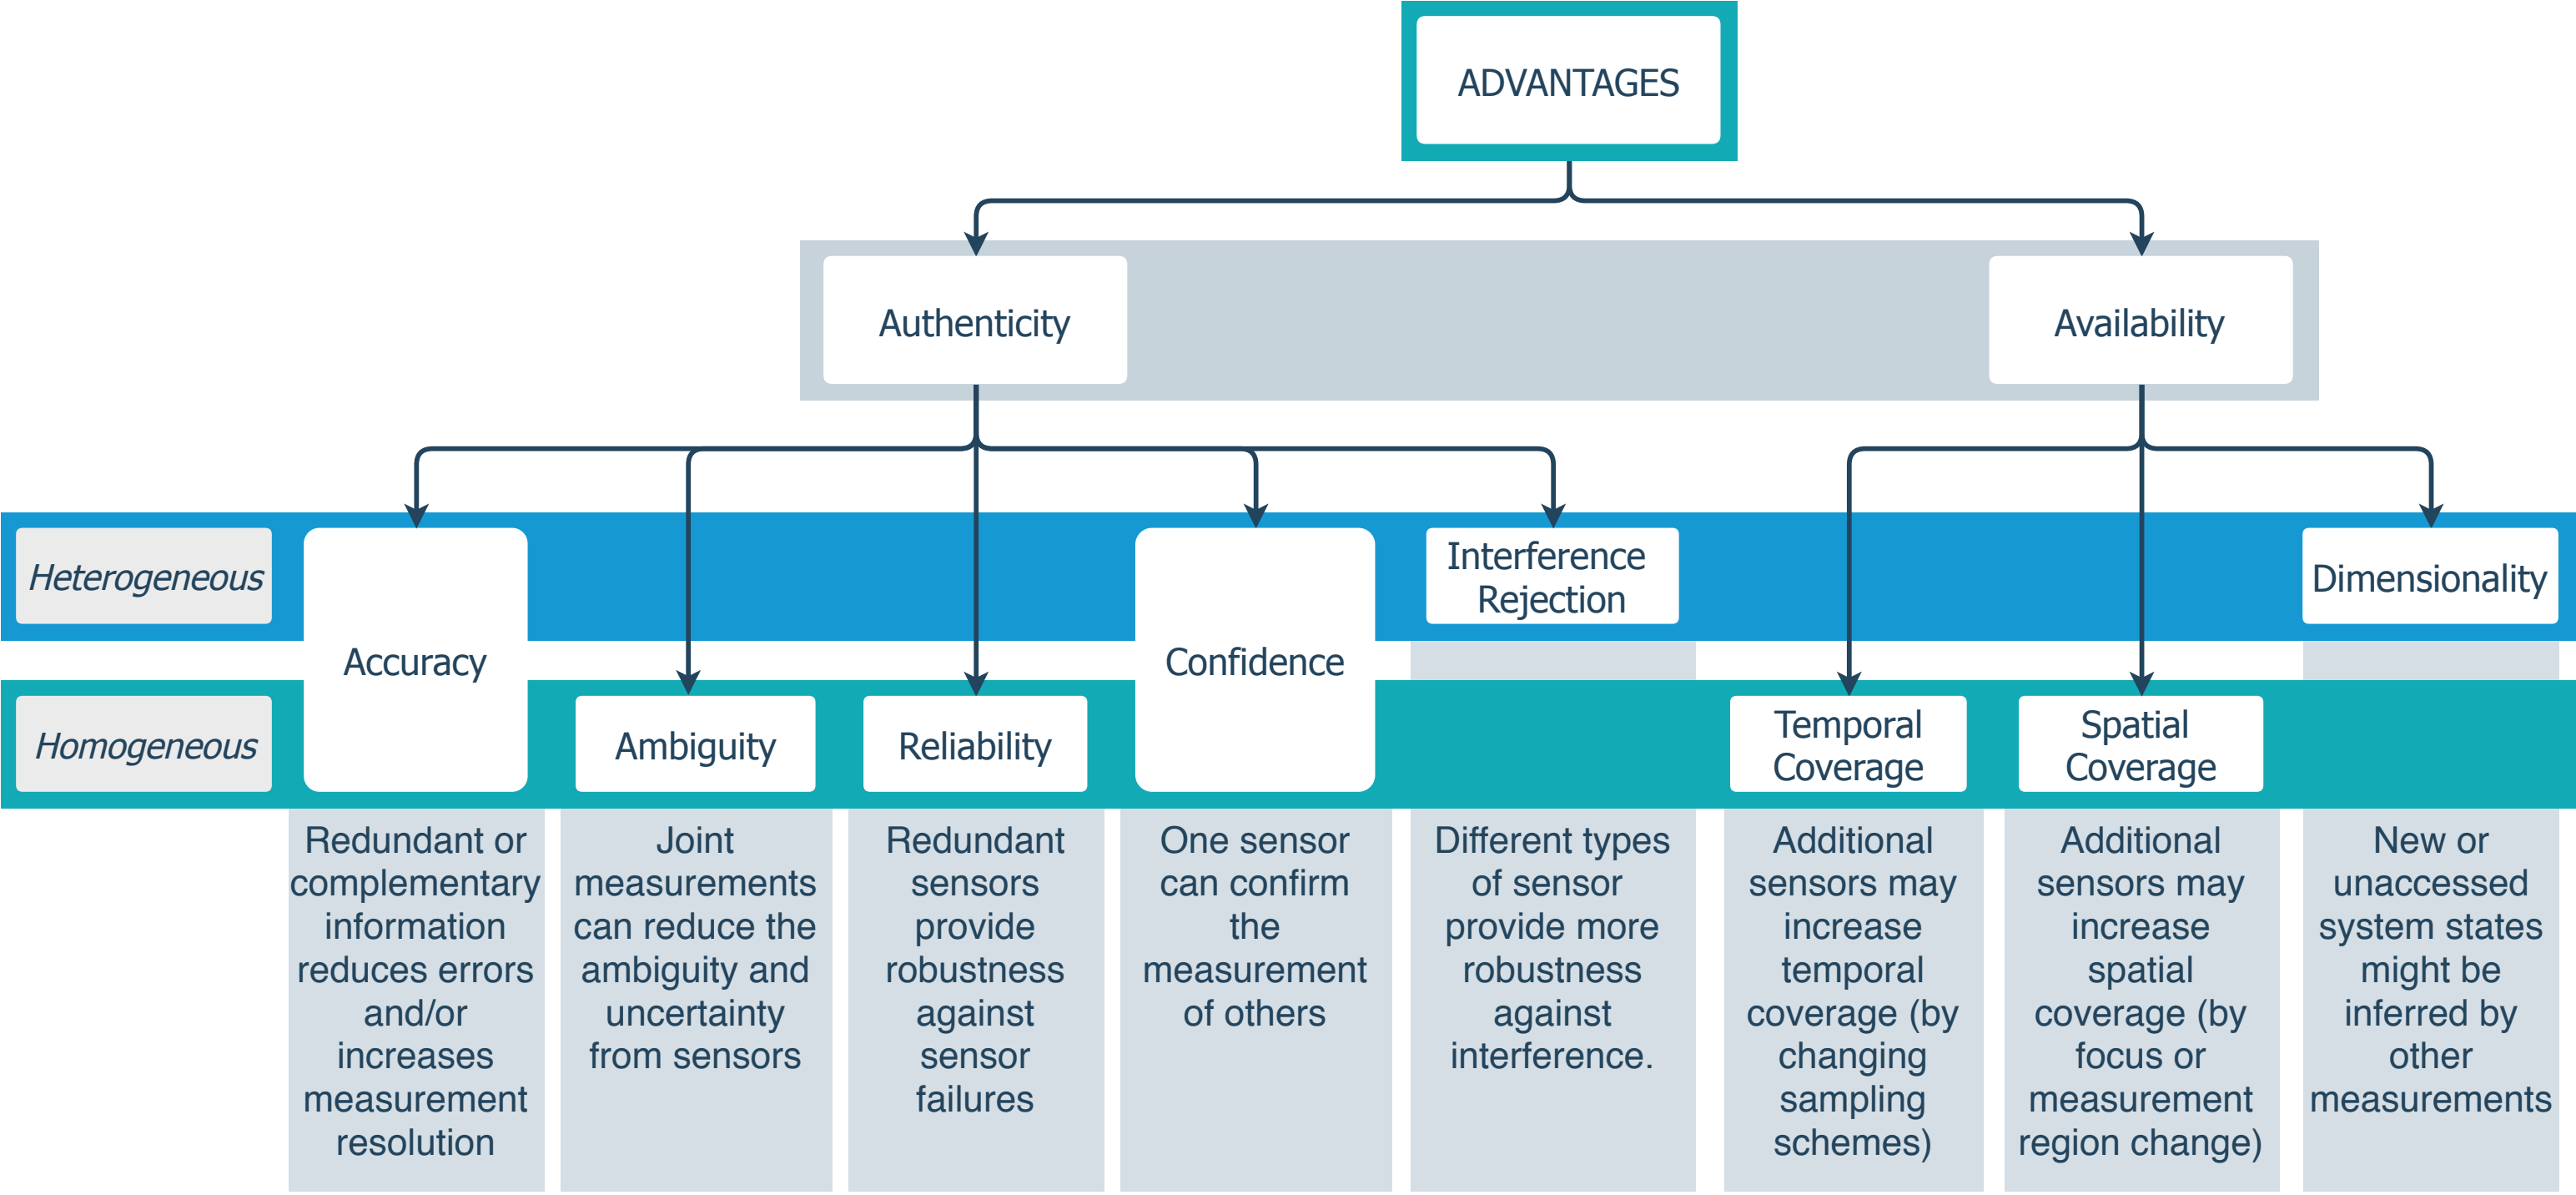 ADVANTAGES
Authenticity
Availability
Heterogeneous
Interference
Rejection
Dimensionality
Accuracy
Confidence
Homogeneous
Ambiguity
Reliability
Temporal
Coverage
Spatial
Coverage
Redundant or
complementary
information
reduces errors
and/or
increases
measurement
resolution
Joint
measurements
can reduce the
ambiguity and
uncertainty
from sensors
Redundant
sensors
provide
robustness
against
sensor
failures
One sensor
can confirm
the
measurement
of others
Different types
of sensor
provide more
robustness
against
interference.
Additional
sensors may
increase
temporal
coverage (by
changing
sampling
schemes)
Additional
sensors may
increase
spatial
coverage (by
focus or
measurement
region change)
New or
unaccessed
system states
might be
inferred by
other
measurements